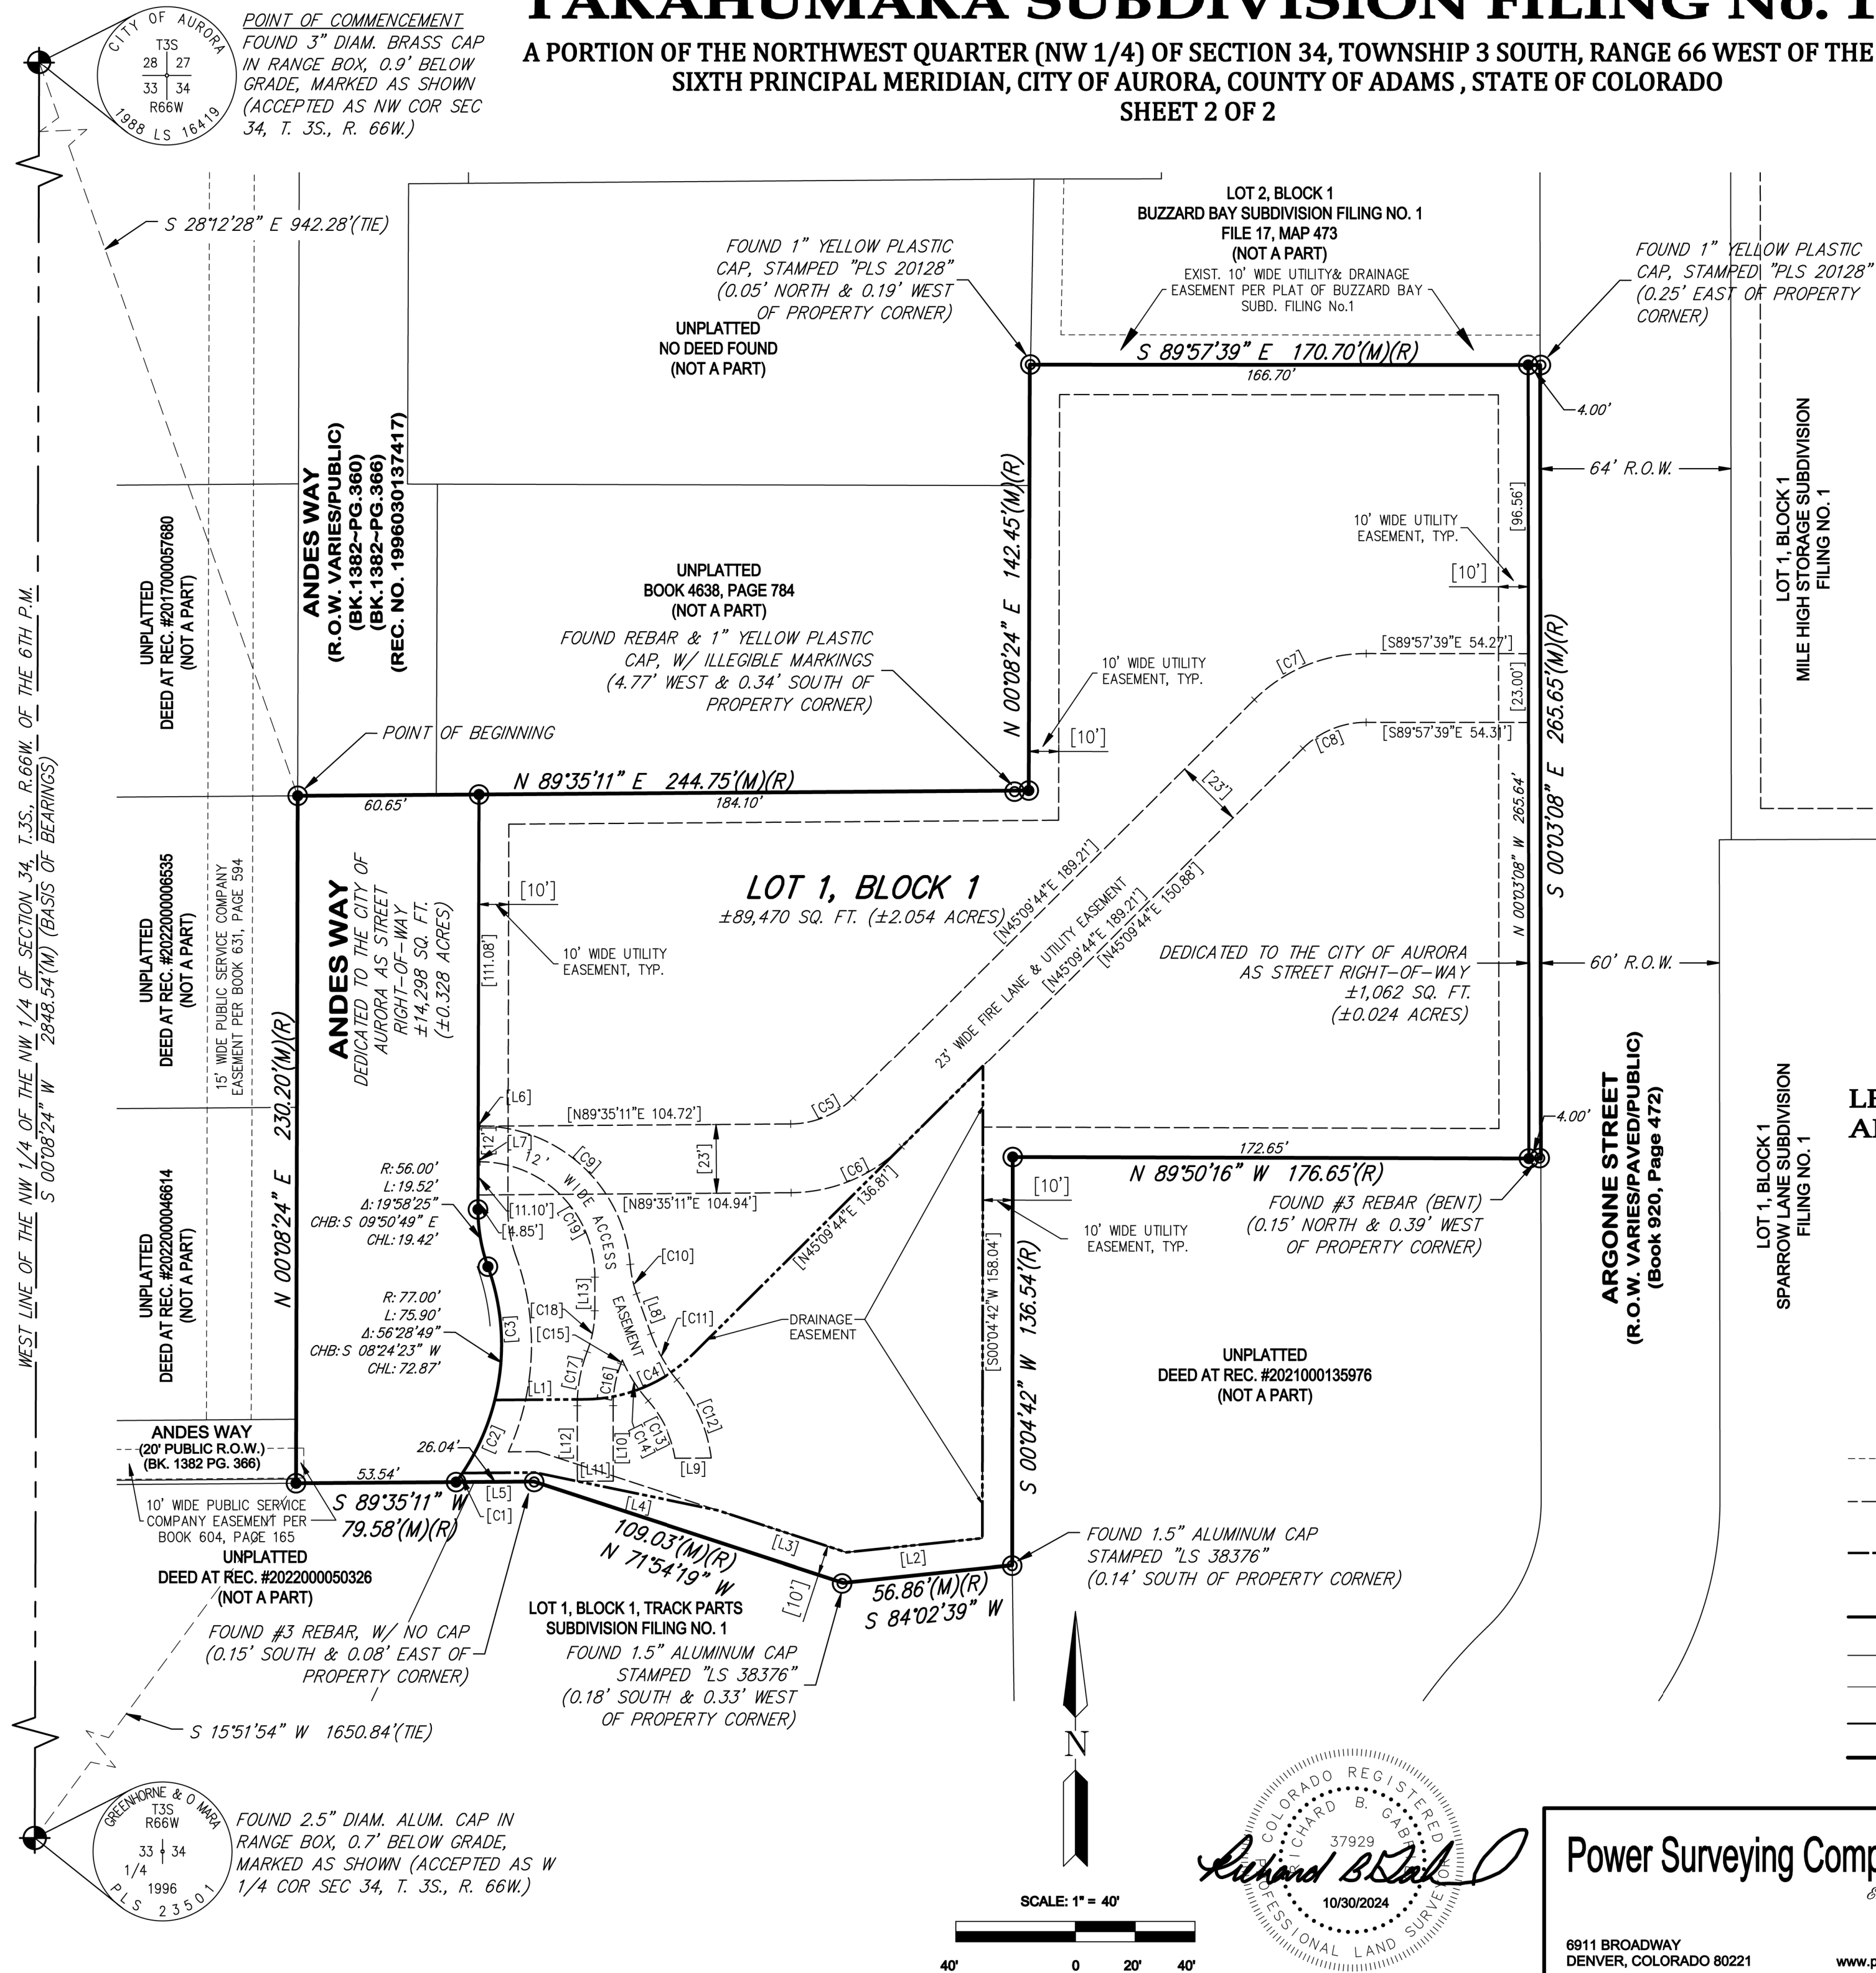 TARAHUMARA SUBDIVISION FILING No. 1
A PORTION OF THE NORTHWEST QUARTER (NW 1/4) OF SECTION 34, TOWNSHIP 3 SOUTH, RANGE 66 WEST OF THE
SIXTH PRINCIPAL MERIDIAN, CITY OF AURORA, COUNTY OF ADAMS , STATE OF COLORADO
SHEET 2 OF 2
CITY OF AURORA
T3S
28 27
33 34
R66W
1988 LS 16419
POINT OF COMMENCEMENT
FOUND 3" DIAM. BRASS CAP
IN RANGE BOX, 0.9' BELOW
GRADE, MARKED AS SHOWN
(ACCEPTED AS NW COR SEC
34, T. 3S., R. 66W.)
S 28°12'28" E 942.28'(TIE)
FOUND 1" YELLOW PLASTIC
CAP, STAMPED "PLS 20128"
(0.05' NORTH & 0.19' WEST
OF PROPERTY CORNER)
UNPLATTED
NO DEED FOUND
(NOT A PART)
LOT 2, BLOCK 1
BUZZARD BAY SUBDIVISION FILING NO. 1
FILE 17, MAP 473
(NOT A PART)
EXIST. 10' WIDE UTILITY& DRAINAGE
EASEMENT PER PLAT OF BUZZARD BAY
SUBD. FILING No.1
FOUND 1" YELLOW PLASTIC
CAP, STAMPED "PLS 20128"
(0.25' EAST OF PROPERTY
CORNER)
S 89°57'39" E 170.70'(M)(R)
166.70'
4.00'
64' R.O.W.
LOT 1, BLOCK 1
MILE HIGH STORAGE SUBDIVISION
FILING NO. 1
ANDES WAY
(R.O.W. VARIES/PUBLIC)
(BK.1382~PG.360)
(BK.1382~PG.366)
(REC. NO. 1996030137417)
UNPLATTED
DEED AT REC. #2017000057680
(NOT A PART)
WEST LINE OF THE NW 1/4 OF THE NW 1/4 OF SECTION 34, T.3S., R.66W. OF THE 6TH P.M.
S 00°08'24" W 2848.54'(M) (BASIS OF BEARINGS)
UNPLATTED
BOOK 4638, PAGE 784
(NOT A PART)
FOUND REBAR & 1" YELLOW PLASTIC
CAP, W/ ILLEGIBLE MARKINGS
(4.77' WEST & 0.34' SOUTH OF
PROPERTY CORNER)
N 00°08'24" E 142.45'(M)(R)
10' WIDE UTILITY
EASEMENT, TYP.
[10']
[96.56']
10' WIDE UTILITY
EASEMENT, TYP.
[10']
[S89°57'39"E 54.27']
[C7]
[23.00']
[S89°57'39"E 54.31']
[C8]
[23']
S 00°03'08" E 265.65'(M)(R)
N 00°03'08" W 265.64'
POINT OF BEGINNING
N 89°35'11" E 244.75'(M)(R)
60.65'
184.10'
UNPLATTED
DEED AT REC. #2022000006535
(NOT A PART)
15' WIDE PUBLIC SERVICE COMPANY
EASEMENT PER BOOK 631, PAGE 594
N 00°08'24" E 230.20'(M)(R)
ANDES WAY
DEDICATED TO THE CITY OF
AURORA AS STREET
RIGHT-OF-WAY
±14,298 SQ. FT.
(±0.328 ACRES)
[10']
10' WIDE UTILITY
EASEMENT, TYP.
[111.08']
LOT 1, BLOCK 1
±89,470 SQ. FT. (±2.054 ACRES)
[N45°09'44"E 189.21']
23' WIDE FIRE LANE & UTILITY EASEMENT
[N45°09'44"E 189.21']
[N45°09'44"E 150.88']
DEDICATED TO THE CITY OF AURORA
AS STREET RIGHT-OF-WAY
±1,062 SQ. FT.
(±0.024 ACRES)
60' R.O.W.
ARGONNE STREET
(R.O.W. VARIES/PAVED/PUBLIC)
(Book 920, Page 472)
LOT 1, BLOCK 1
SPARROW LANE SUBDIVISION
FILING NO. 1
UNPLATTED
DEED AT REC. #2022000046614
(NOT A PART)
[L6]
[N89°35'11"E 104.72']
[C5]
[12']
[L7]
12' WIDE ACCESS EASEMENT
[C9]
[23']
[C6]
[N89°35'11"E 104.94']
[11.10']
[4.85']
[C19]
R: 56.00'
L: 19.52'
Δ: 19°58'25"
CHB: S 09°50'49" E
CHL: 19.42'
R: 77.00'
L: 75.90'
Δ: 56°28'49"
CHB: S 08°24'23" W
CHL: 72.87'
[C3]
[L13]
[C10]
[L8]
[C11]
[C18]
[C15]
[C17]
[C16]
[C4]
[L1]
[C12]
[C13]
[C14]
[L12]
[L10]
[L11]
[L9]
[C2]
[N45°09'44"E 136.81']
DRAINAGE
EASEMENT
[S00°04'42"W 158.04']
S 00°04'42" W 136.54'(R)
172.65'
4.00'
N 89°50'16" W 176.65'(R)
[10']
10' WIDE UTILITY
EASEMENT, TYP.
FOUND #3 REBAR (BENT)
(0.15' NORTH & 0.39' WEST
OF PROPERTY CORNER)
UNPLATTED
DEED AT REC. #2021000135976
(NOT A PART)
ANDES WAY
(20' PUBLIC R.O.W.)
(BK. 1382 PG. 366)
10' WIDE PUBLIC SERVICE
COMPANY EASEMENT PER
BOOK 604, PAGE 165
53.54'
26.04'
S 89°35'11" W
79.58'(M)(R)
[L5]
[C1]
[L4]
[L3]
[L2]
[10']
109.03'(M)(R)
N 71°54'19" W
56.86'(M)(R)
S 84°02'39" W
UNPLATTED
DEED AT REC. #2022000050326
(NOT A PART)
FOUND #3 REBAR, W/ NO CAP
(0.15' SOUTH & 0.08' EAST OF
PROPERTY CORNER)
LOT 1, BLOCK 1, TRACK PARTS
SUBDIVISION FILING NO. 1
FOUND 1.5" ALUMINUM CAP
STAMPED "LS 38376"
(0.18' SOUTH & 0.33' WEST
OF PROPERTY CORNER)
FOUND 1.5" ALUMINUM CAP
STAMPED "LS 38376"
(0.14' SOUTH OF PROPERTY CORNER)
S 15°51'54" W 1650.84'(TIE)
GREENHORNE & O MARA
T3S
R66W
33 34
1/4
1996
PLS 23501
FOUND 2.5" DIAM. ALUM. CAP IN
RANGE BOX, 0.7' BELOW GRADE,
MARKED AS SHOWN (ACCEPTED AS W
1/4 COR SEC 34, T. 3S., R. 66W.)
N
SCALE: 1" = 40'
40' 0 20' 40'
COLORADO REGISTERED
RICHARD B.
37929
10/30/2024
PROFESSIONAL LAND SURVEYOR
Power Surveying Comp
6911 BROADWAY
DENVER, COLORADO 80221
www.p